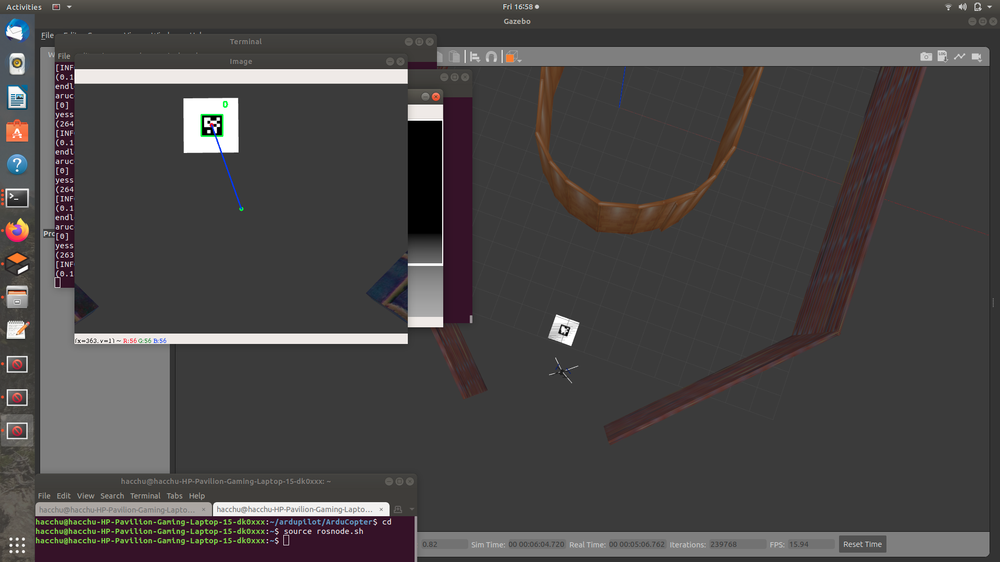 Activities
Fri 16:58
Gazebo
File
Terminal
File
Image
[INF
(0.1
endl
aruc
[0]
yess
(264
[INF
(0.1
endl
aruc
[0]
yess
(264
[INF
(0.1
endl
aruc
[0]
yess
(263
[INF
(0.1
0
LOG
Pro
(x=363, y=1) ~ R:56 G:56 B:56
hacchu@hacchu-HP-Pavilion-Gaming-Laptop-15-dk0xxx: ~
File Edit View Search Terminal Tabs Help
hacchu@hacchu-HP-Pavilion-Gaming-Lapto... × hacchu@hacchu-HP-Pavilion-Gaming-Lapto... ×
hacchu@hacchu-HP-Pavilion-Gaming-Laptop-15-dk0xxx:~/ardupilot/ArduCopter$ cd
hacchu@hacchu-HP-Pavilion-Gaming-Laptop-15-dk0xxx:~$ source rosnode.sh
hacchu@hacchu-HP-Pavilion-Gaming-Laptop-15-dk0xxx:~$
0.82 Sim Time: 00 00:06:04.720 Real Time: 00 00:05:06.762 Iterations: 239768 FPS: 15.94 Reset Time